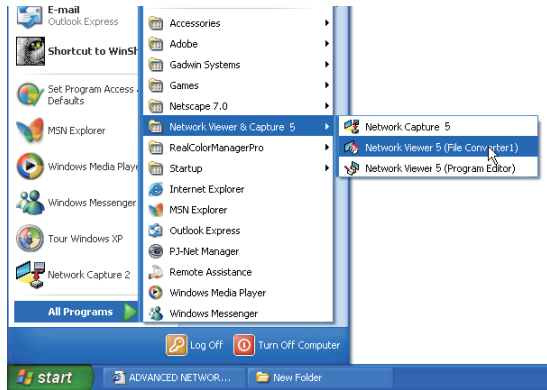 E-mail
Outlook Express
Shortcut to WinSh
Set Program Access
Defaults
MSN Explorer
Windows Media Playe
Windows Messenger
Tour Windows XP
Network Capture 2
All Programs
Accessories
Adobe
Gadwin Systems
Games
Netscape 7.0
Network Viewer & Capture 5
RealColorManagerPro
Startup
Internet Explorer
MSN Explorer
Outlook Express
PJ-Net Manager
Remote Assistance
Windows Media Player
Windows Messenger
Network Capture 5
Network Viewer 5 (File Converter1)
Network Viewer 5 (Program Editor)
Log Off
Turn Off Computer
start
ADVANCED NETWOR...
New Folder